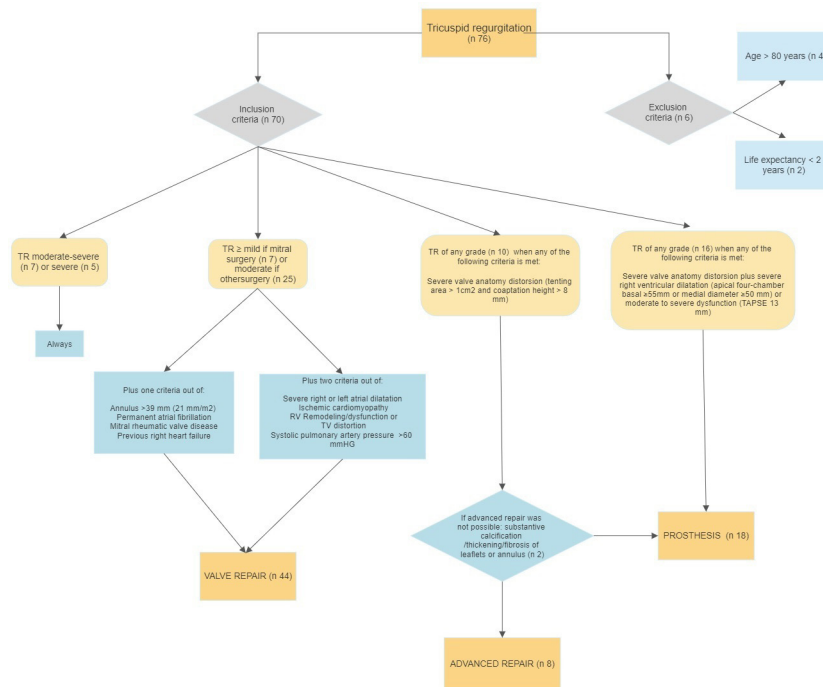 Tricuspid regurgitation
(n 76)
Age > 80 years (n 4
Inclusion
criteria (n 70)
Exclusion
criteria (n 6)
Life expectancy < 2
years (n 2)
TR moderate-severe
(n 7) or severe (n 5)
TR ≥ mild if mitral
surgery (n 7) or
moderate if
othersurgery (n 25)
TR of any grade (n 10) when any of the
following criteria is met:
Severe valve anatomy distorsion (tenting
area > 1cm2 and coaptation height > 8
mm)
TR of any grade (n 16) when any of the
following criteria is met:
Severe valve anatomy distorsion plus severe
right ventricular dilatation (apical four-chamber
basal ≥55mm or medial diameter ≥50 mm) or
moderate to severe dysfunction (TAPSE 13
mm)
Always
Plus one criteria out of:
Annulus >39 mm (21 mm/m2)
Permanent atrial fibrillation
Mitral rheumatic valve disease
Previous right heart failure
Plus two criteria out of:
Severe right or left atrial dilatation
Ischemic cardiomyopathy
RV Remodeling/dysfunction or
TV distortion
Systolic pulmonary artery pressure >60
mmHG
If advanced repair was
not possible: substantive
calcification
/thickening/fibrosis of
leaflets or annulus (n 2)
PROSTHESIS (n 18)
VALVE REPAIR (n 44)
ADVANCED REPAIR (n 8)